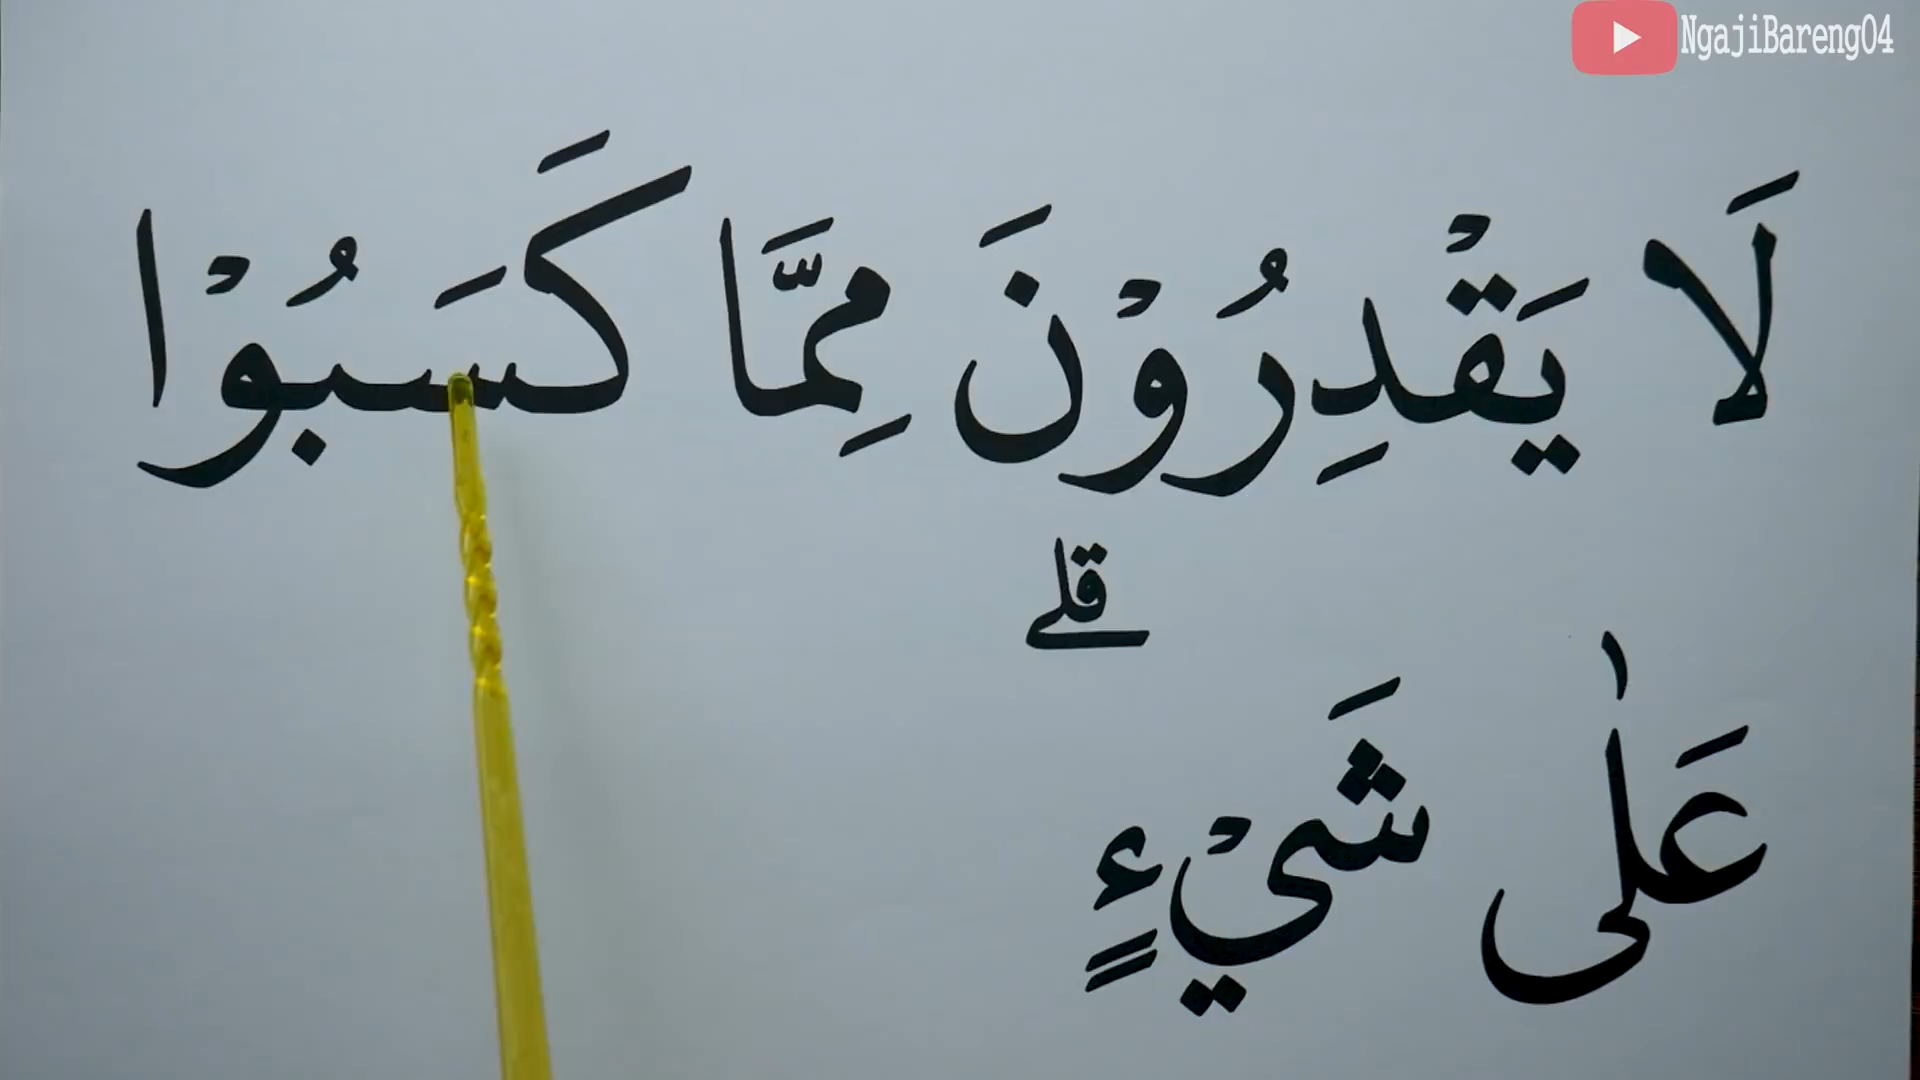 NgajiBareng04
لَا يَقْدِرُوْنَ مِمَّا كَسَبُوْا
قلے
عَلٰى شَيْءٍ